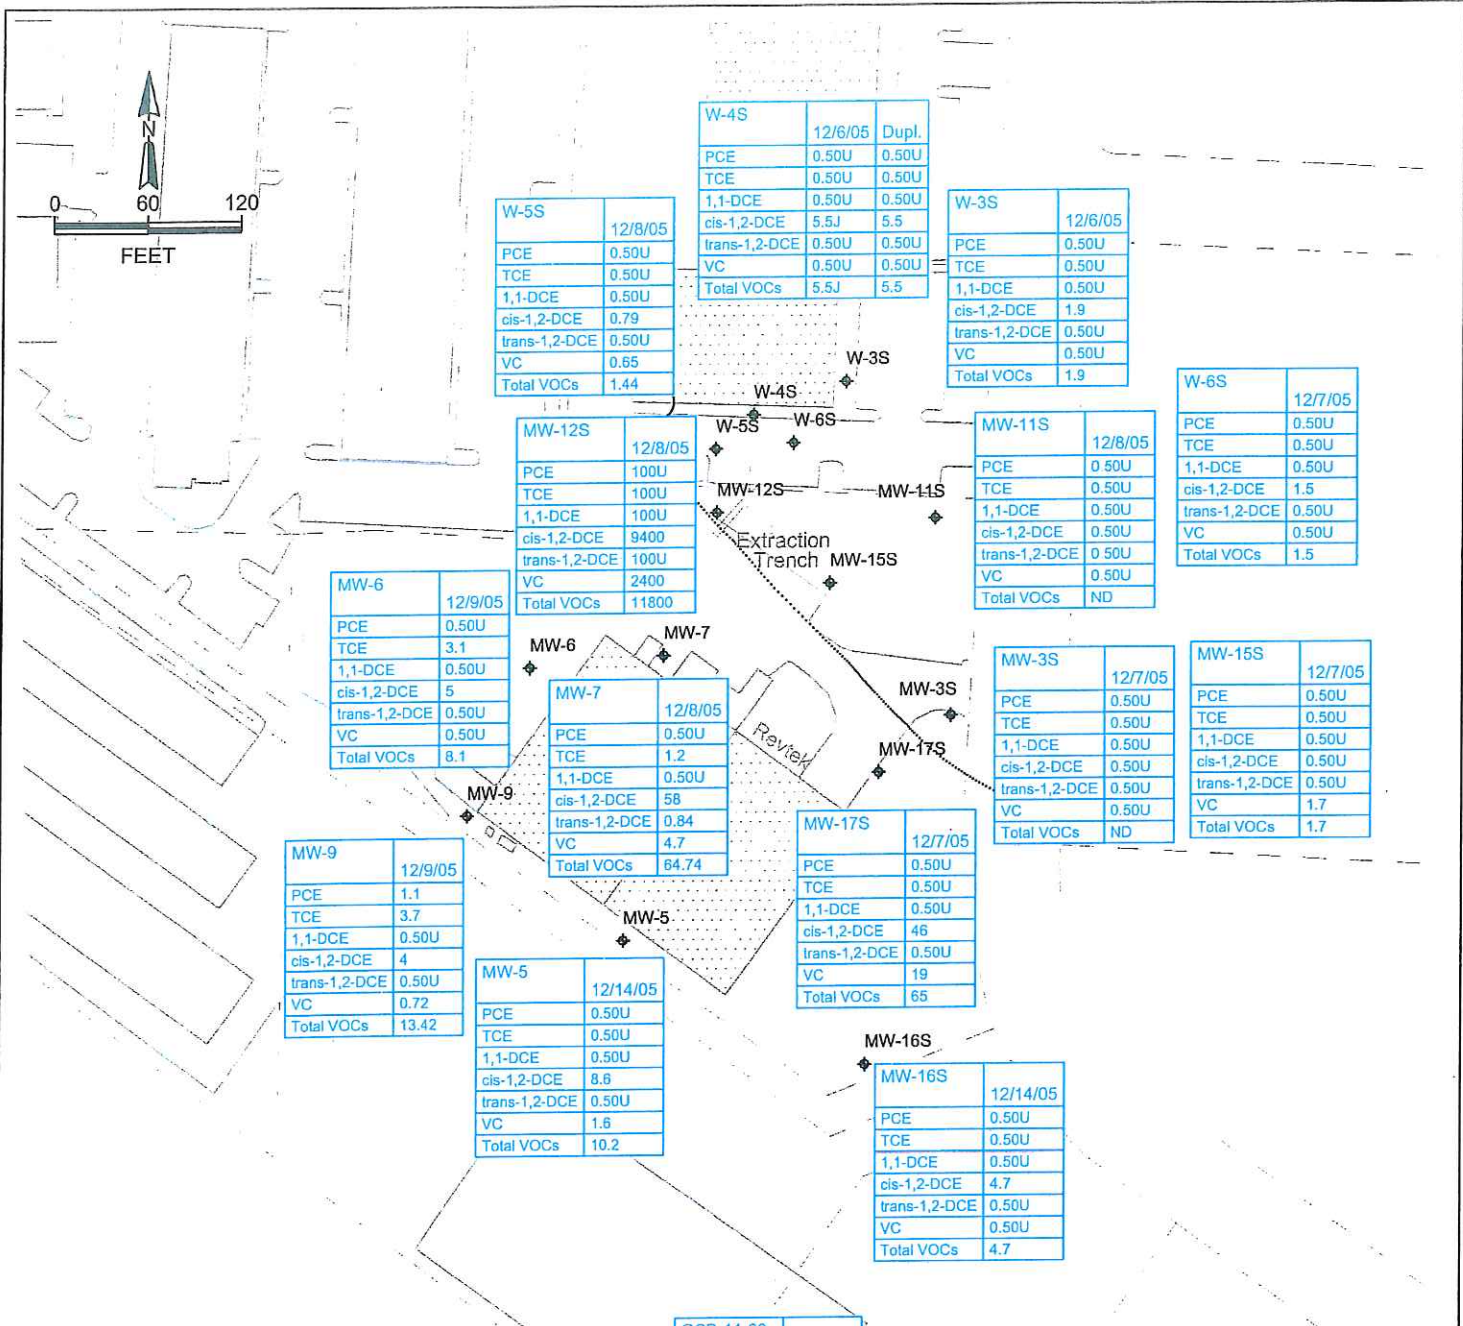 N
0 60 120
FEET
W-4S 12/6/05 Dupl.
PCE 0.50U 0.50U
TCE 0.50U 0.50U
1,1-DCE 0.50U 0.50U
cis-1,2-DCE 5.5J 5.5
trans-1,2-DCE 0.50U 0.50U
VC 0.50U 0.50U
Total VOCs 5.5J 5.5
W-5S 12/8/05
PCE 0.50U
TCE 0.50U
1,1-DCE 0.50U
cis-1,2-DCE 0.79
trans-1,2-DCE 0.50U
VC 0.65
Total VOCs 1.44
W-3S 12/6/05
PCE 0.50U
TCE 0.50U
1,1-DCE 0.50U
cis-1,2-DCE 1.9
trans-1,2-DCE 0.50U
VC 0.50U
Total VOCs 1.9
W-6S 12/7/05
PCE 0.50U
TCE 0.50U
1,1-DCE 0.50U
cis-1,2-DCE 1.5
trans-1,2-DCE 0.50U
VC 0.50U
Total VOCs 1.5
W-3S
W-4S
W-5S
W-6S
MW-12S 12/8/05
PCE 100U
TCE 100U
1,1-DCE 100U
cis-1,2-DCE 9400
trans-1,2-DCE 100U
VC 2400
Total VOCs 11800
MW-11S 12/8/05
PCE 0.50U
TCE 0.50U
1,1-DCE 0.50U
cis-1,2-DCE 0.50U
trans-1,2-DCE 0.50U
VC 0.50U
Total VOCs ND
MW-12S
MW-11S
Extraction
Trench
MW-15S
MW-6 12/9/05
PCE 0.50U
TCE 3.1
1,1-DCE 0.50U
cis-1,2-DCE 5
trans-1,2-DCE 0.50U
VC 0.50U
Total VOCs 8.1
MW-6
MW-7
MW-7 12/8/05
PCE 0.50U
TCE 1.2
1,1-DCE 0.50U
cis-1,2-DCE 58
trans-1,2-DCE 0.84
VC 4.7
Total VOCs 64.74
Revtek
MW-3S
MW-17S
MW-3S 12/7/05
PCE 0.50U
TCE 0.50U
1,1-DCE 0.50U
cis-1,2-DCE 0.50U
trans-1,2-DCE 0.50U
VC 0.50U
Total VOCs ND
MW-15S 12/7/05
PCE 0.50U
TCE 0.50U
1,1-DCE 0.50U
cis-1,2-DCE 0.50U
trans-1,2-DCE 0.50U
VC 1.7
Total VOCs 1.7
MW-9
MW-9 12/9/05
PCE 1.1
TCE 3.7
1,1-DCE 0.50U
cis-1,2-DCE 4
trans-1,2-DCE 0.50U
VC 0.72
Total VOCs 13.42
MW-17S 12/7/05
PCE 0.50U
TCE 0.50U
1,1-DCE 0.50U
cis-1,2-DCE 46
trans-1,2-DCE 0.50U
VC 19
Total VOCs 65
MW-5
MW-5 12/14/05
PCE 0.50U
TCE 0.50U
1,1-DCE 0.50U
cis-1,2-DCE 8.6
trans-1,2-DCE 0.50U
VC 1.6
Total VOCs 10.2
MW-16S
MW-16S 12/14/05
PCE 0.50U
TCE 0.50U
1,1-DCE 0.50U
cis-1,2-DCE 4.7
trans-1,2-DCE 0.50U
VC 0.50U
Total VOCs 4.7